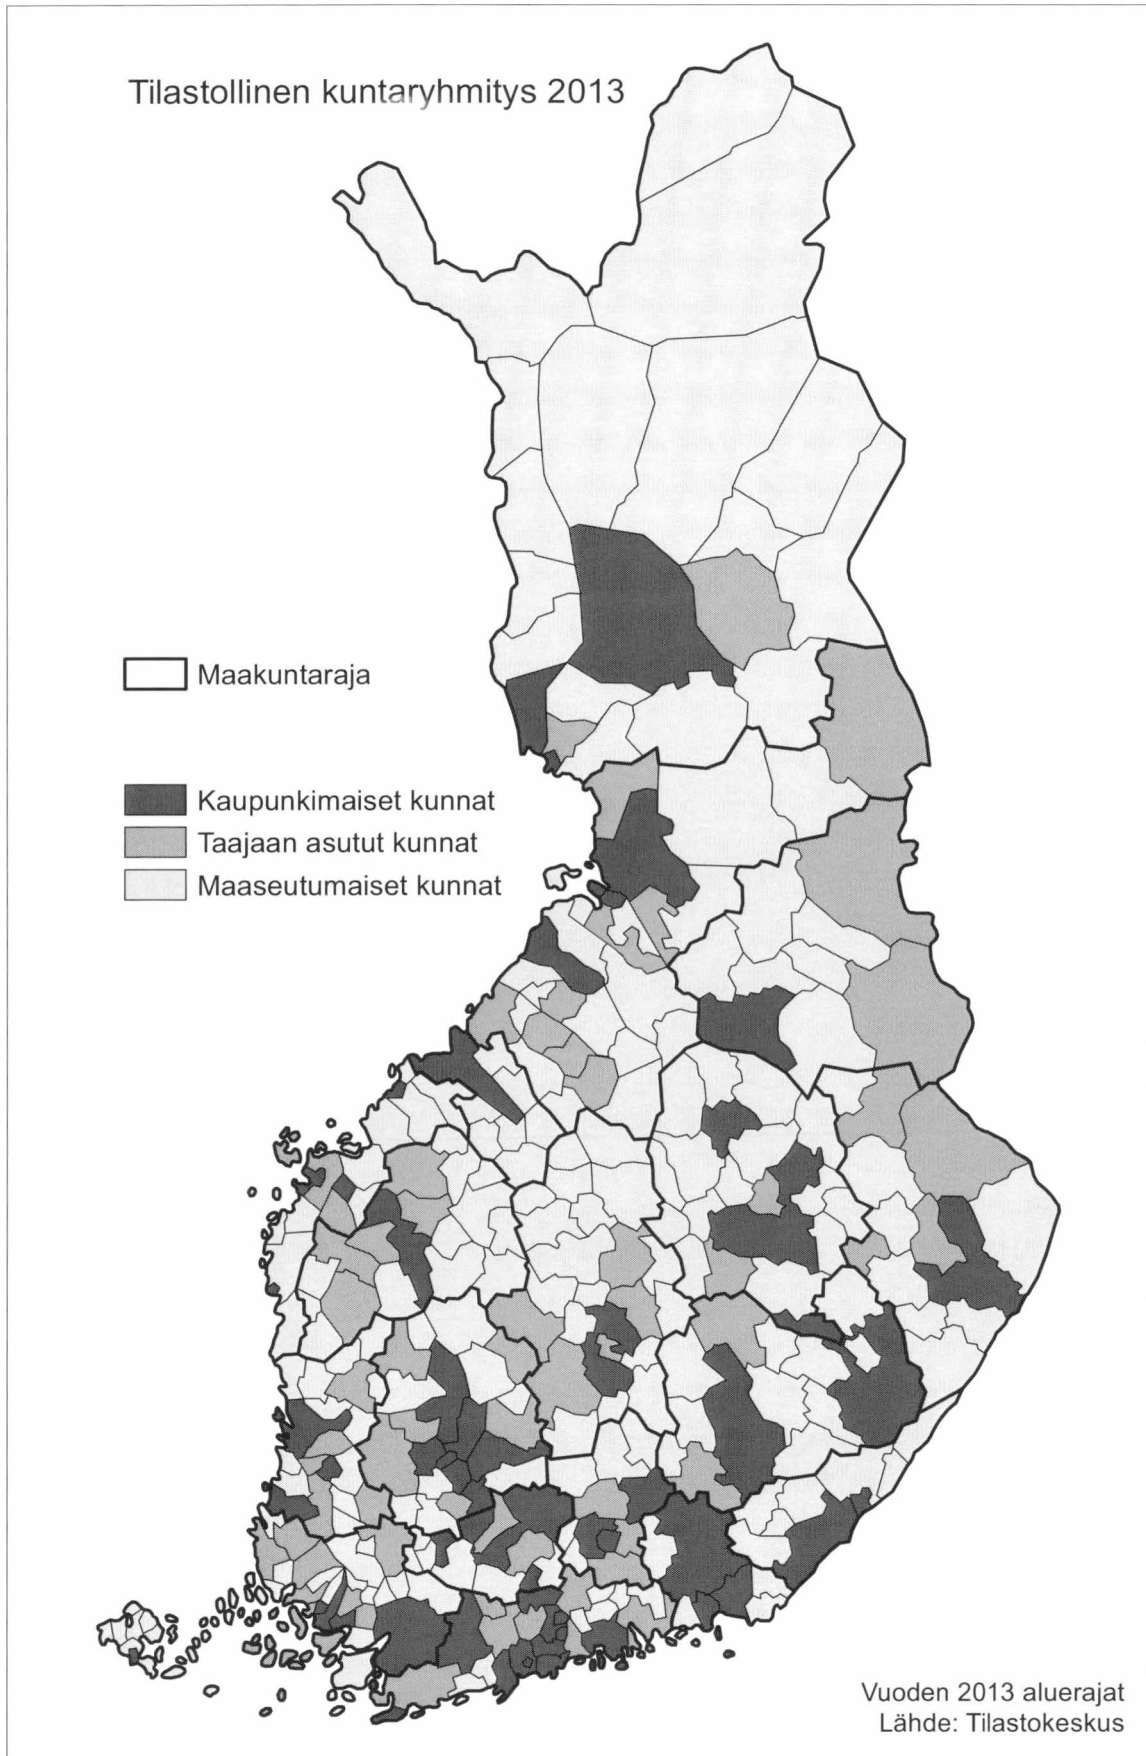 Tilastollinen kuntaryhmitys 2013
Maakuntaraja
Kaupunkimaiset kunnat
Taajaan asutut kunnat
Maaseutumaiset kunnat
Vuoden 2013 aluerajat
Lähde: Tilastokeskus